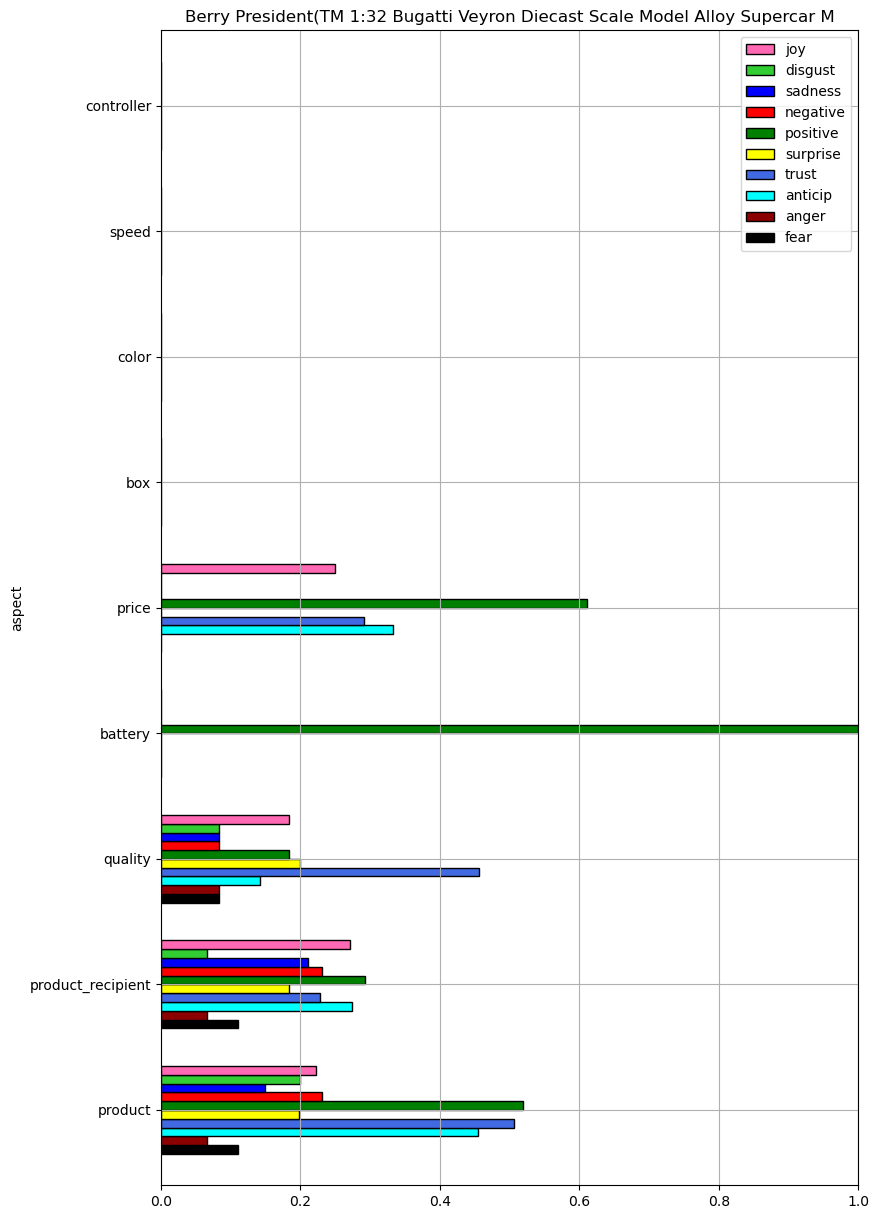 Berry President(TM 1:32 Bugatti Veyron Diecast Scale Model Alloy Supercar M
joy
disgust
sadness
negative
positive
surprise
trust
anticip
anger
fear
controller
speed
color
box
price
battery
quality
product_recipient
product
aspect
0.0 0.2 0.4 0.6 0.8 1.0